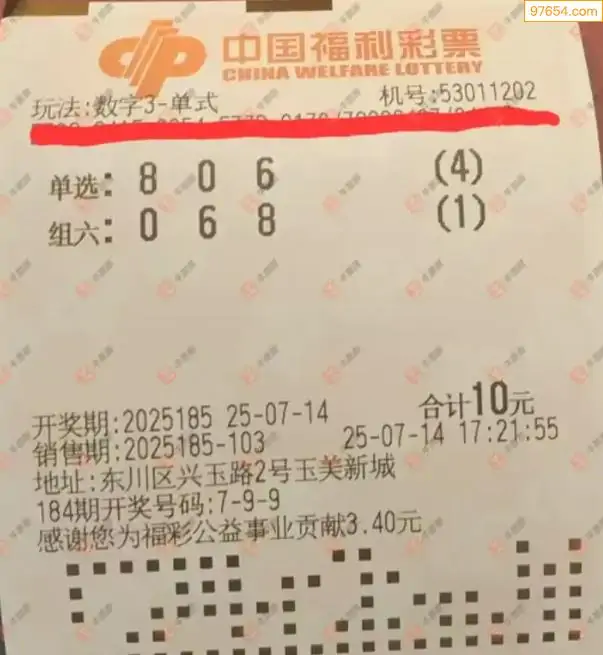 97654.com
中国福利彩票
CHINA WELFARE LOTTERY
玩法:数字3-单式 机号:53011202
单选: 8 0 6 (4)
组六: 0 6 8 (1)
开奖期:2025185 25-07-14 合计10元
销售期:2025185-103 25-07-14 17:21:55
地址:东川区兴玉路2号玉美新城
184期开奖号码:7-9-9
感谢您为福彩公益事业贡献3.40元